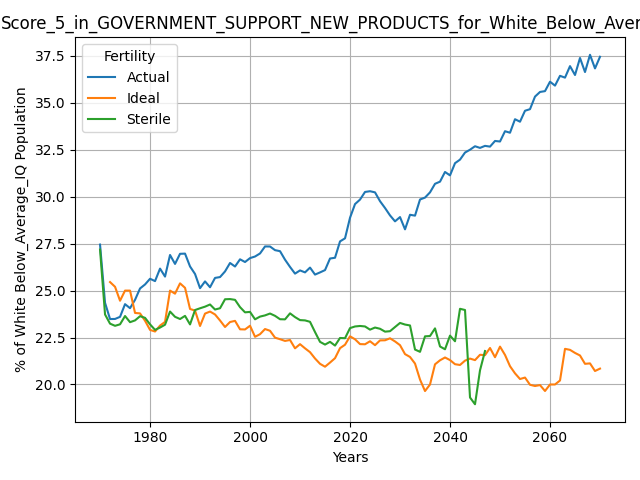 Score_5_in_GOVERNMENT_SUPPORT_NEW_PRODUCTS_for_White_Below_Aver
Fertility
Actual
Ideal
Sterile
% of White Below_Average_IQ Population
37.5
35.0
32.5
30.0
27.5
25.0
22.5
20.0
1980
2000
2020
2040
2060
Years